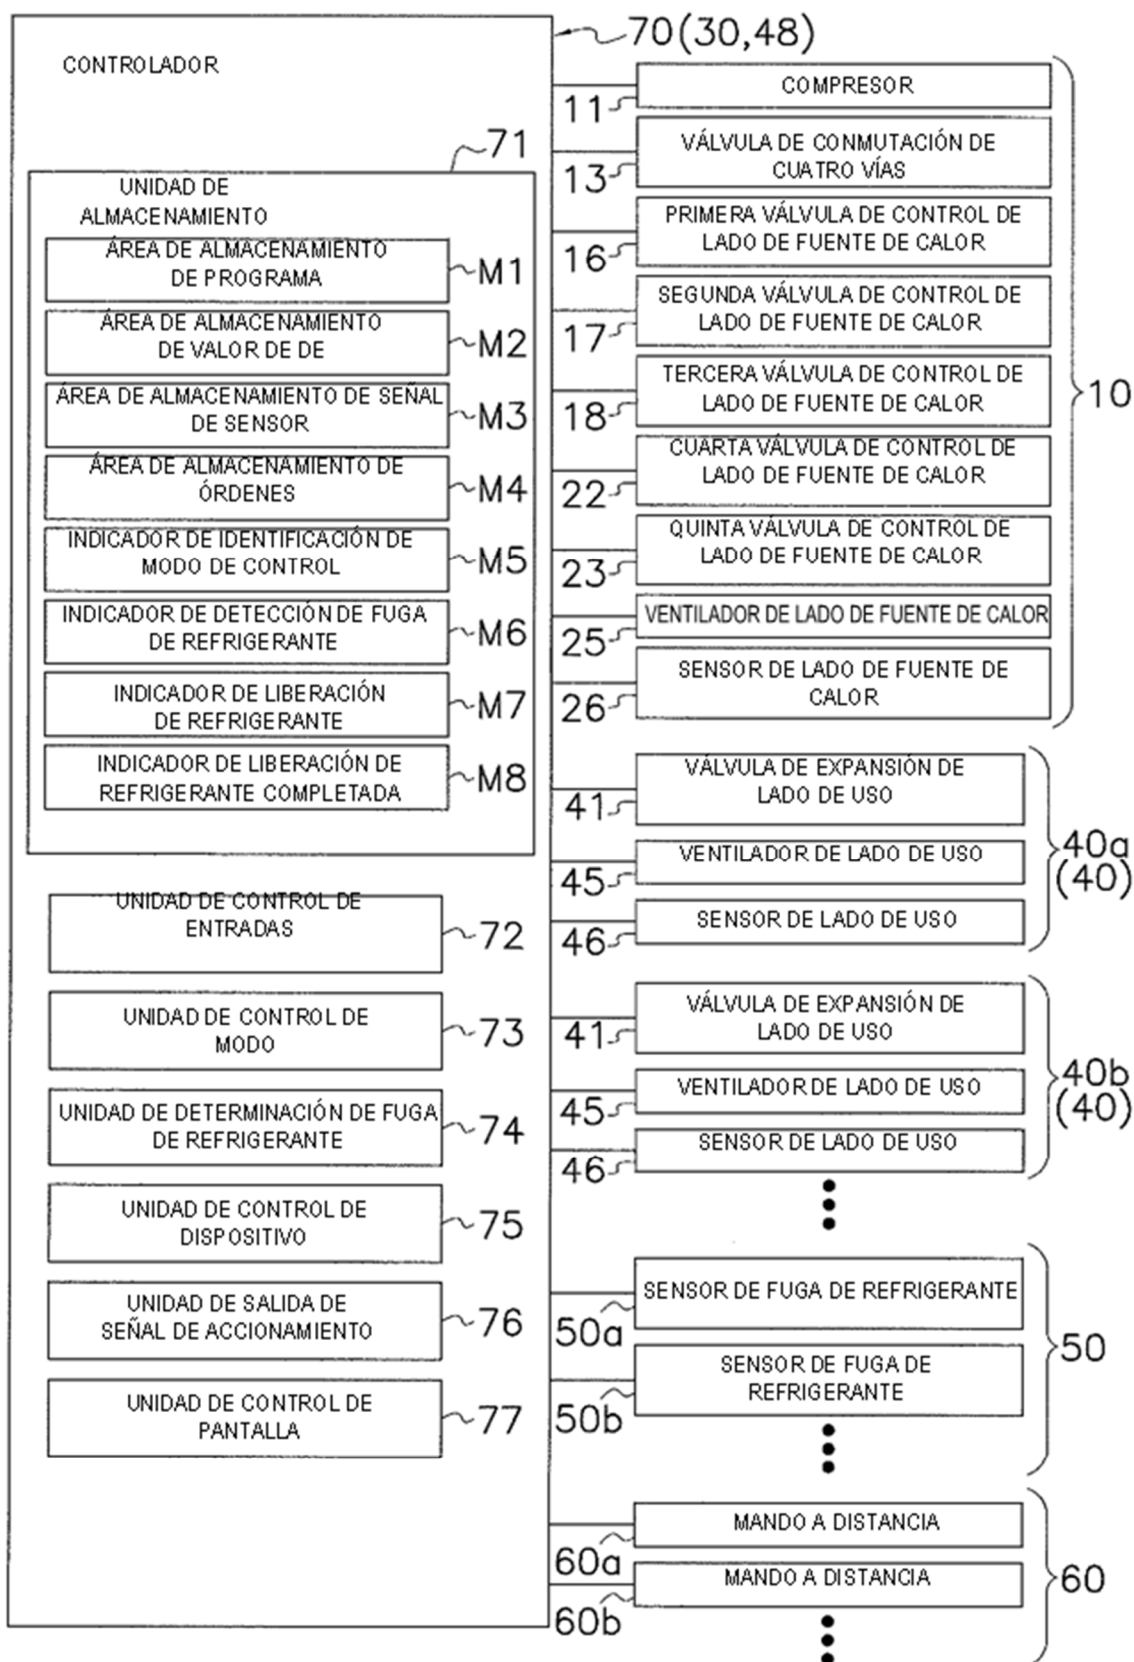 70(30,48)
CONTROLADOR
71
UNIDAD DE
ALMACENAMIENTO
ÁREA DE ALMACENAMIENTO
DE PROGRAMA
M1
ÁREA DE ALMACENAMIENTO
DE VALOR DE DE
M2
ÁREA DE ALMACENAMIENTO DE SEÑAL
DE SENSOR
M3
ÁREA DE ALMACENAMIENTO DE
ÓRDENES
M4
INDICADOR DE IDENTIFICACIÓN DE
MODO DE CONTROL
M5
INDICADOR DE DETECCIÓN DE FUGA
DE REFRIGERANTE
M6
INDICADOR DE LIBERACIÓN
DE REFRIGERANTE
M7
INDICADOR DE LIBERACIÓN DE
REFRIGERANTE COMPLETADA
M8
UNIDAD DE CONTROL DE
ENTRADAS
72
UNIDAD DE CONTROL DE
MODO
73
UNIDAD DE DETERMINACIÓN DE FUGA
DE REFRIGERANTE
74
UNIDAD DE CONTROL DE
DISPOSITIVO
75
UNIDAD DE SALIDA DE
SEÑAL DE ACCIONAMIENTO
76
UNIDAD DE CONTROL DE
PANTALLA
77
COMPRESOR
11
VÁLVULA DE CONMUTACIÓN DE
CUATRO VÍAS
13
PRIMERA VÁLVULA DE CONTROL DE
LADO DE FUENTE DE CALOR
16
SEGUNDA VÁLVULA DE CONTROL DE
LADO DE FUENTE DE CALOR
17
TERCERA VÁLVULA DE CONTROL DE
LADO DE FUENTE DE CALOR
18
CUARTA VÁLVULA DE CONTROL DE
LADO DE FUENTE DE CALOR
22
QUINTA VÁLVULA DE CONTROL DE
LADO DE FUENTE DE CALOR
23
VENTILADOR DE LADO DE FUENTE DE CALOR
25
SENSOR DE LADO DE FUENTE DE
CALOR
26
10
VÁLVULA DE EXPANSIÓN DE
LADO DE USO
41
VENTILADOR DE LADO DE USO
45
SENSOR DE LADO DE USO
46
40a
(40)
VÁLVULA DE EXPANSIÓN DE
LADO DE USO
41
VENTILADOR DE LADO DE USO
45
SENSOR DE LADO DE USO
46
40b
(40)
SENSOR DE FUGA DE REFRIGERANTE
50a
SENSOR DE FUGA DE
REFRIGERANTE
50b
50
MANDO A DISTANCIA
60a
MANDO A DISTANCIA
60b
60